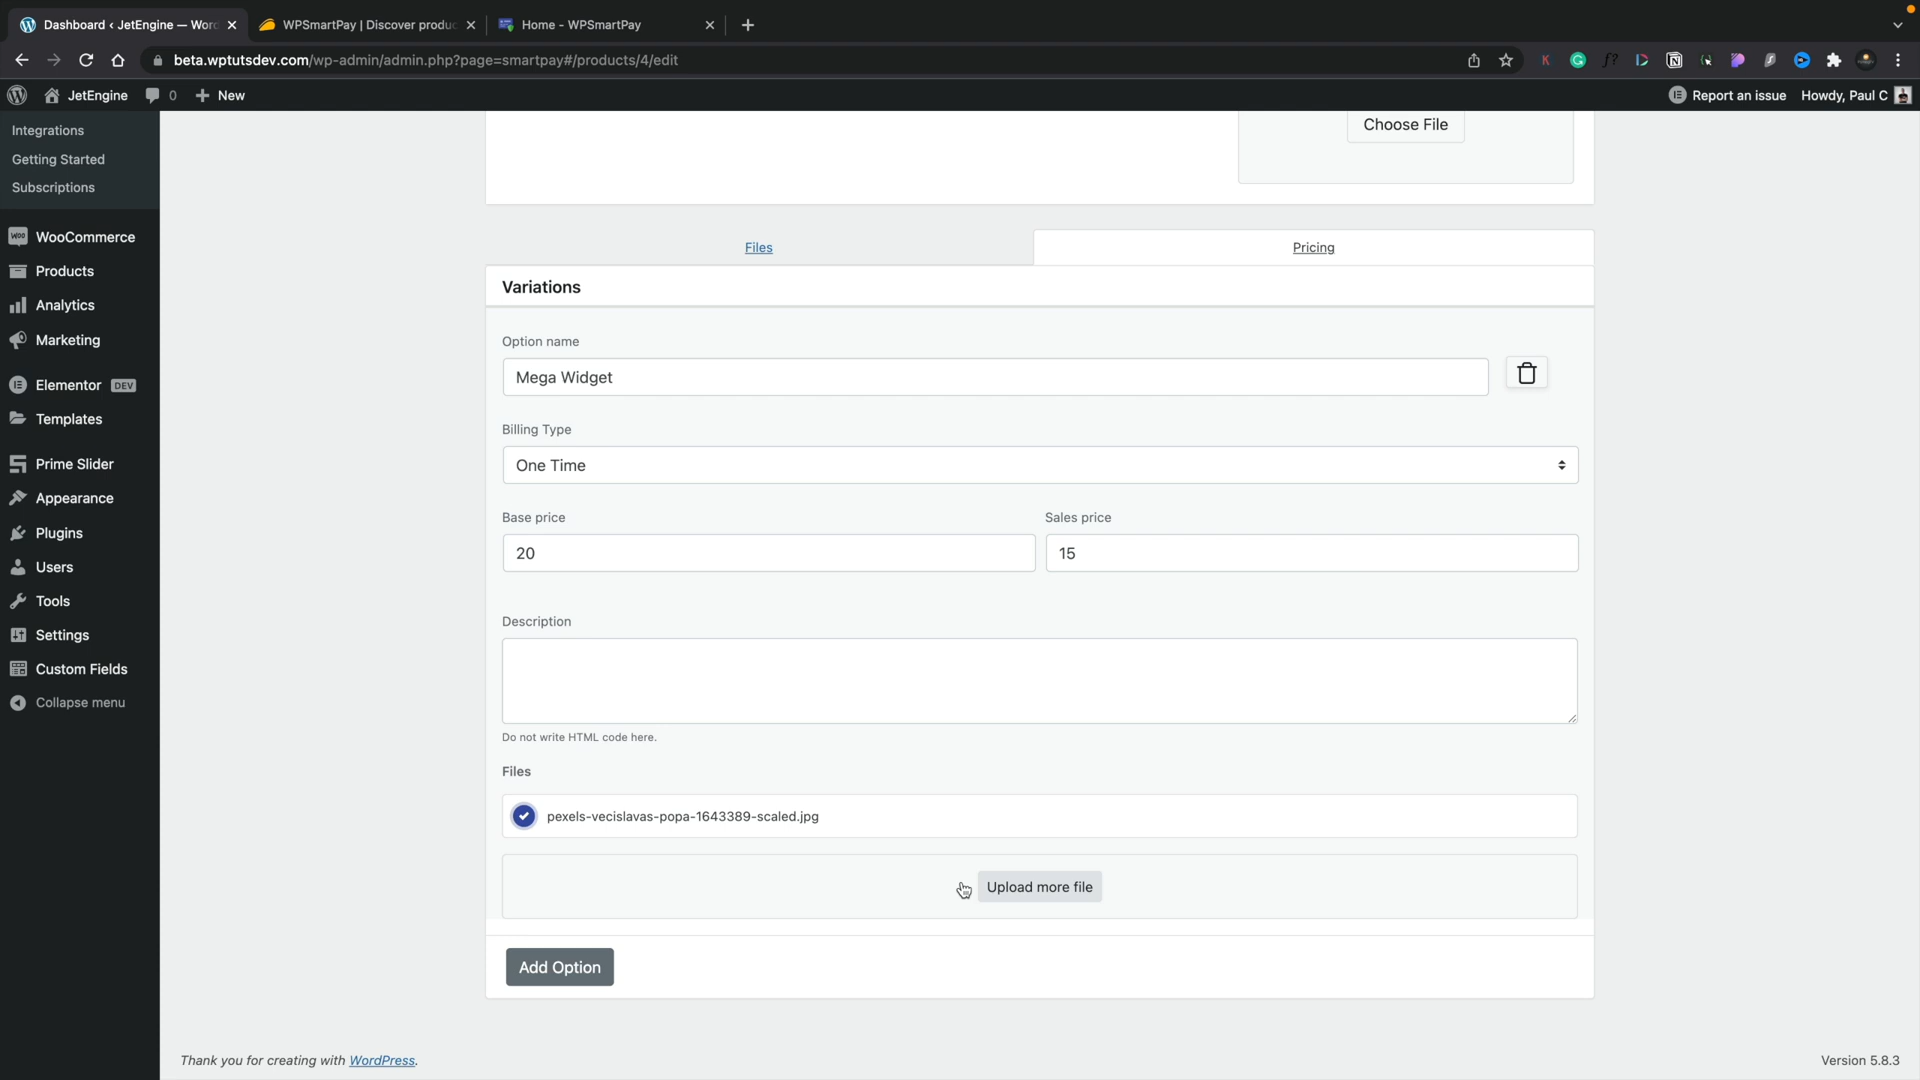 Dashboard ‹ JetEngine — Wor
WPSmartPay | Discover produc
Home - WPSmartPay
beta.wptutsdev.com/wp-admin/admin.php?page=smartpay#/products/4/edit
JetEngine
0
New
Report an issue
Howdy, Paul C
Integrations
Getting Started
Subscriptions
WooCommerce
Products
Analytics
Marketing
Elementor DEV
Templates
Prime Slider
Appearance
Plugins
Users
Tools
Settings
Custom Fields
Collapse menu
Choose File
Files
Pricing
Variations
Option name
Mega Widget
Billing Type
One Time
Base price
Sales price
20
15
Description
Do not write HTML code here.
Files
pexels-vecislavas-popa-1643389-scaled.jpg
Upload more file
Add Option
Thank you for creating with WordPress.
Version 5.8.3